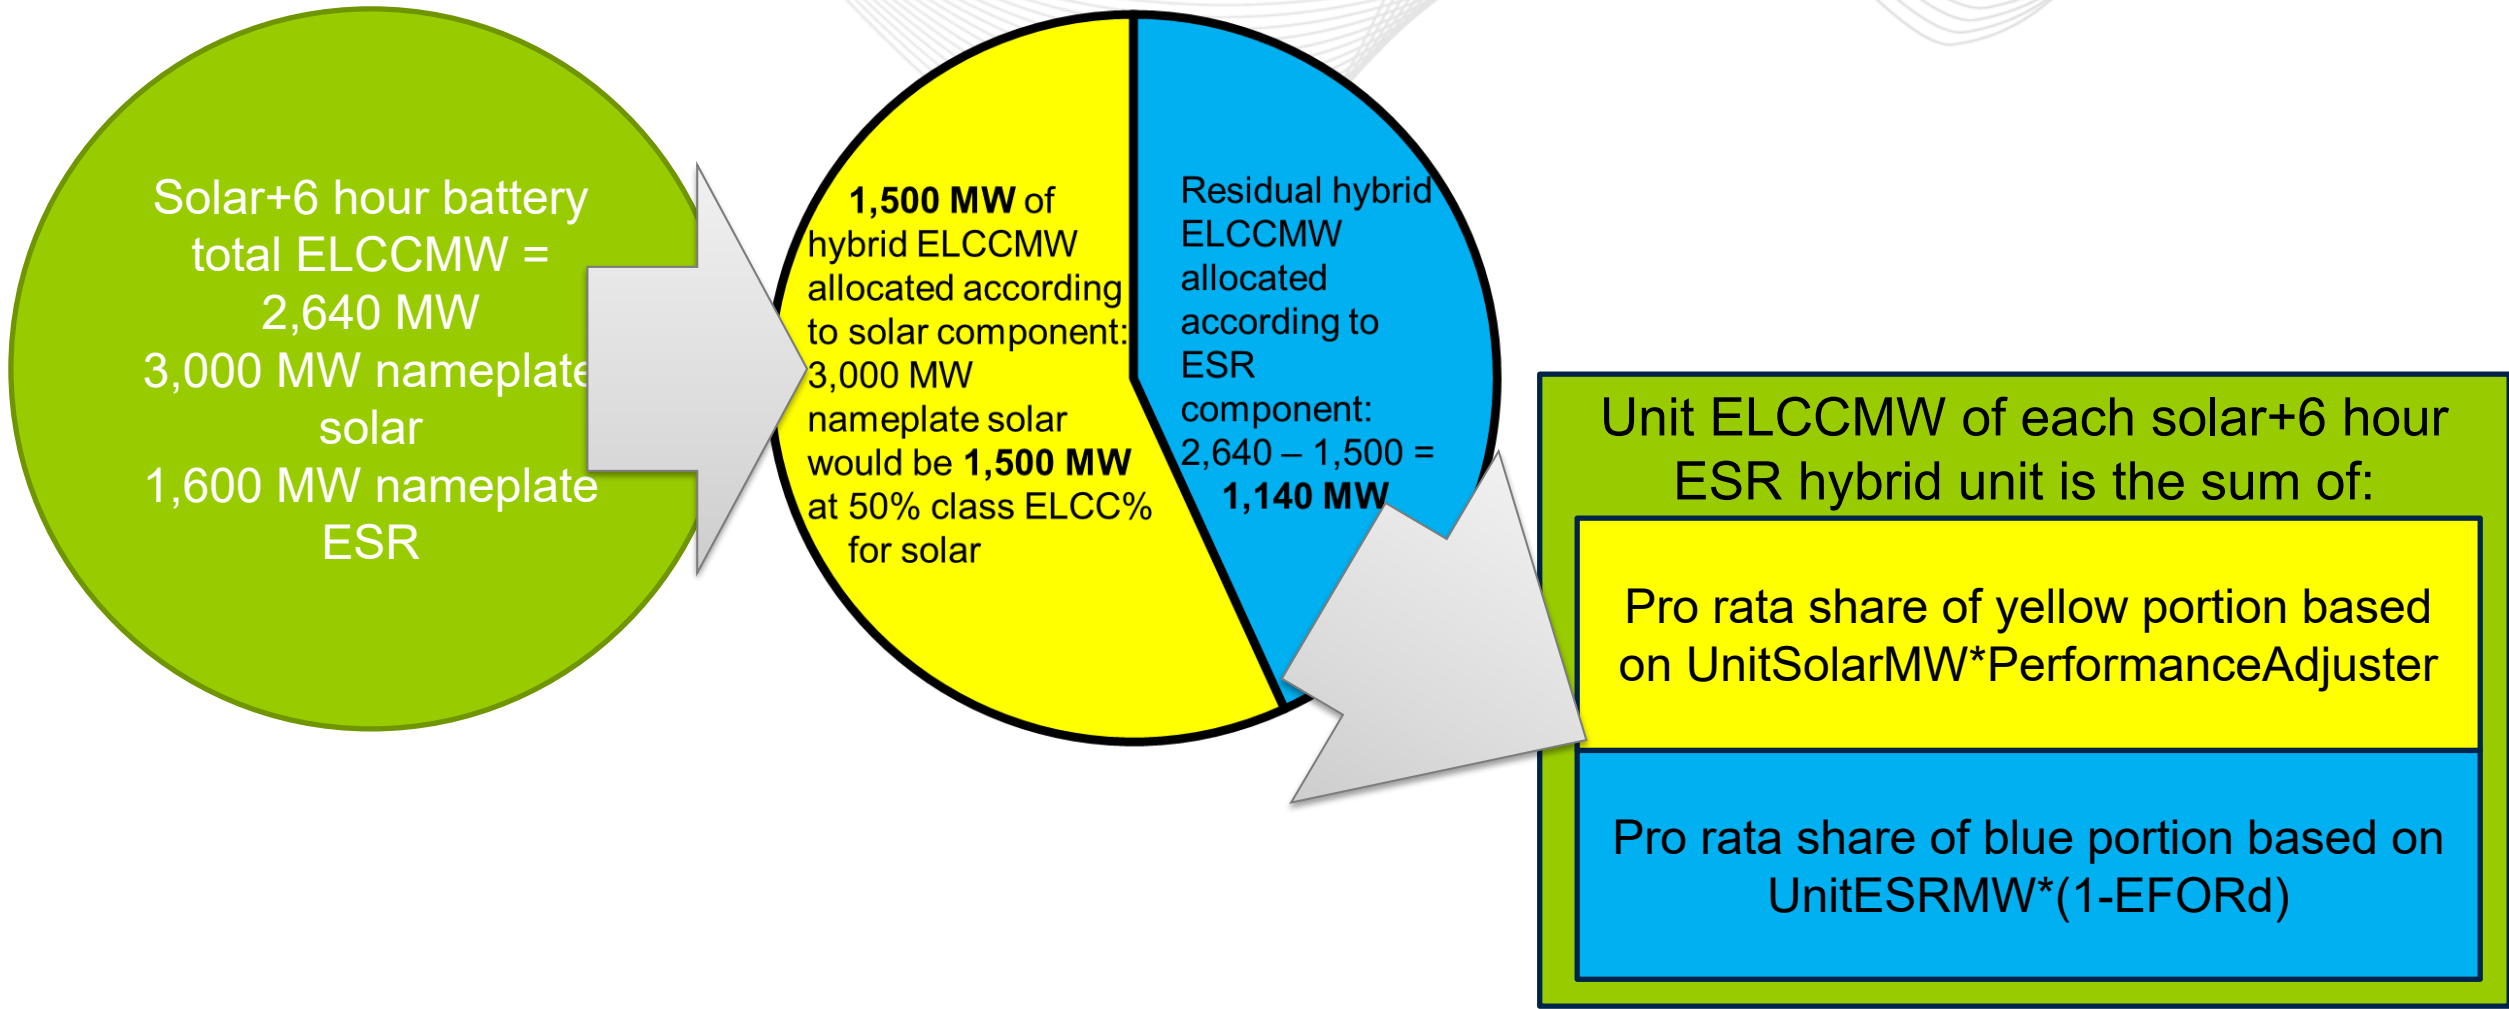 Solar+6 hour battery
total ELCCMW =
2,640 MW
3,000 MW nameplate
solar
1,600 MW nameplate
ESR
1,500 MW of
hybrid ELCCMW
allocated according
to solar component:
3,000 MW
nameplate solar
would be 1,500 MW
at 50% class ELCC%
for solar
Residual hybrid
ELCCMW
allocated
according to
ESR
component:
2,640 – 1,500 =
1,140 MW
Unit ELCCMW of each solar+6 hour
ESR hybrid unit is the sum of:
Pro rata share of yellow portion based
on UnitSolarMW*PerformanceAdjuster
Pro rata share of blue portion based on
UnitESRMW*(1-EFORd)